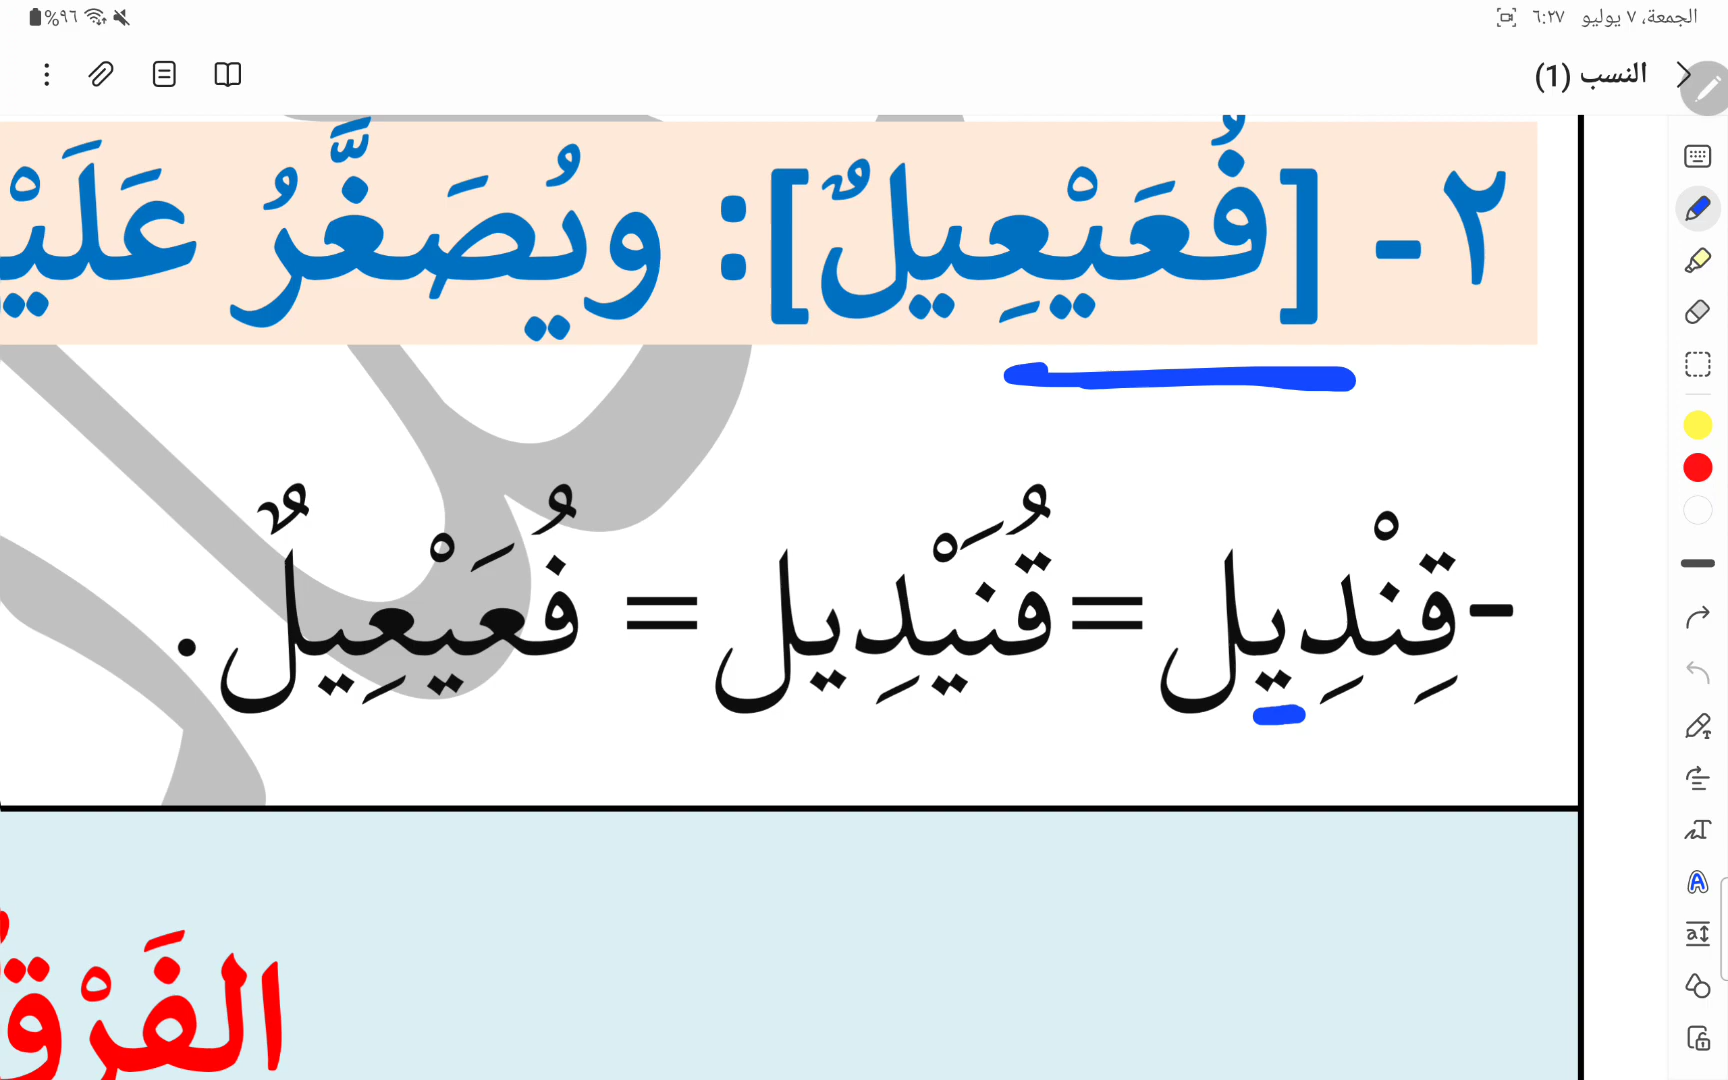 الجمعة، ٧ يوليو ٦:٢٧
٩٦%
النسب (1)
٢- [فُعَيْعِيلٌ]: ويُصَغَّرُ عَلَيْ
-قِنْدِيل=قُنَيْدِيل= فُعَيْعِيلٌ.
الفَرْق